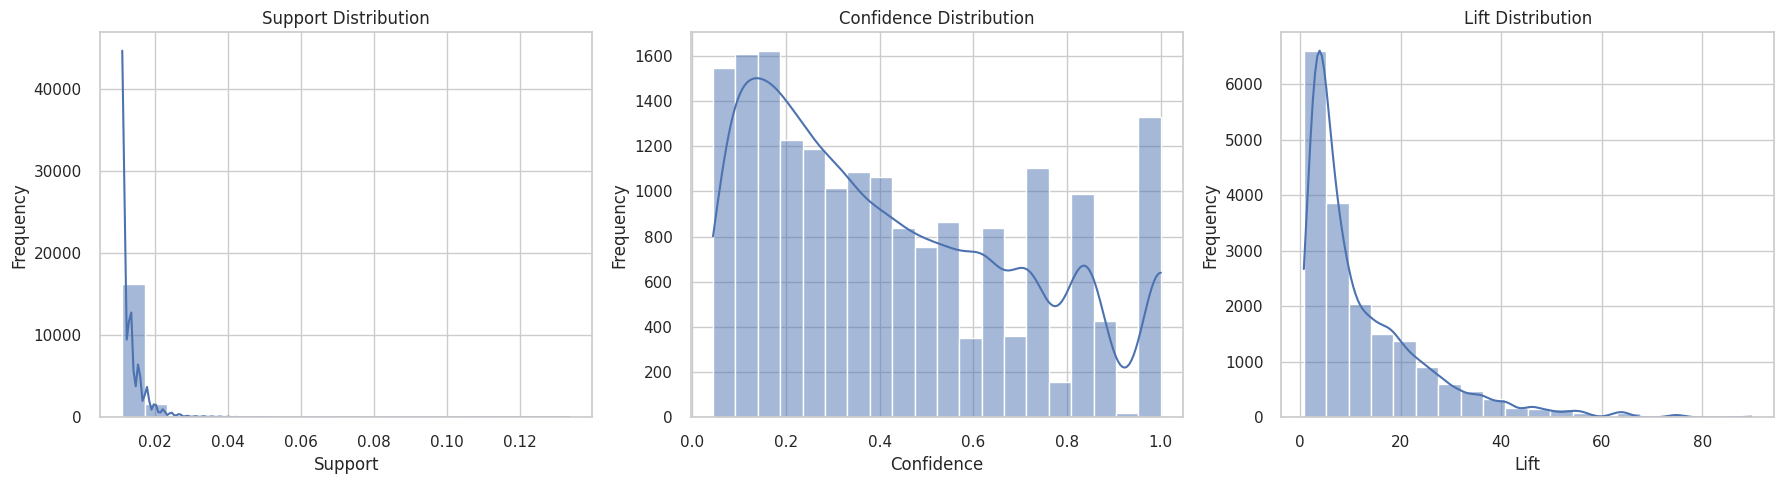 Support Distribution
Frequency
40000
30000
20000
10000
0
0.02 0.04 0.06 0.08 0.10 0.12
Support
Confidence Distribution
Frequency
1600
1400
1200
1000
800
600
400
200
0
0.0 0.2 0.4 0.6 0.8 1.0
Confidence
Lift Distribution
Frequency
6000
5000
4000
3000
2000
1000
0
0 20 40 60 80
Lift